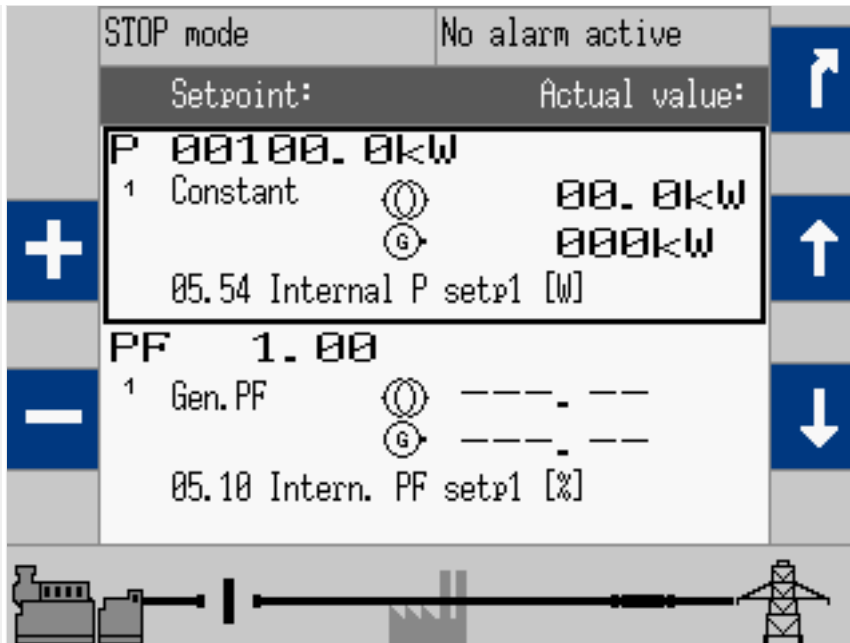 STOP mode No alarm active
Setpoint: Actual value:
P 00100.0kW
1 Constant 00.0kW
G 000kW
05.54 Internal P setp1 [W]
PF 1.00
1 Gen.PF ---.--
G ---.--
05.10 Intern. PF setp1 [%]